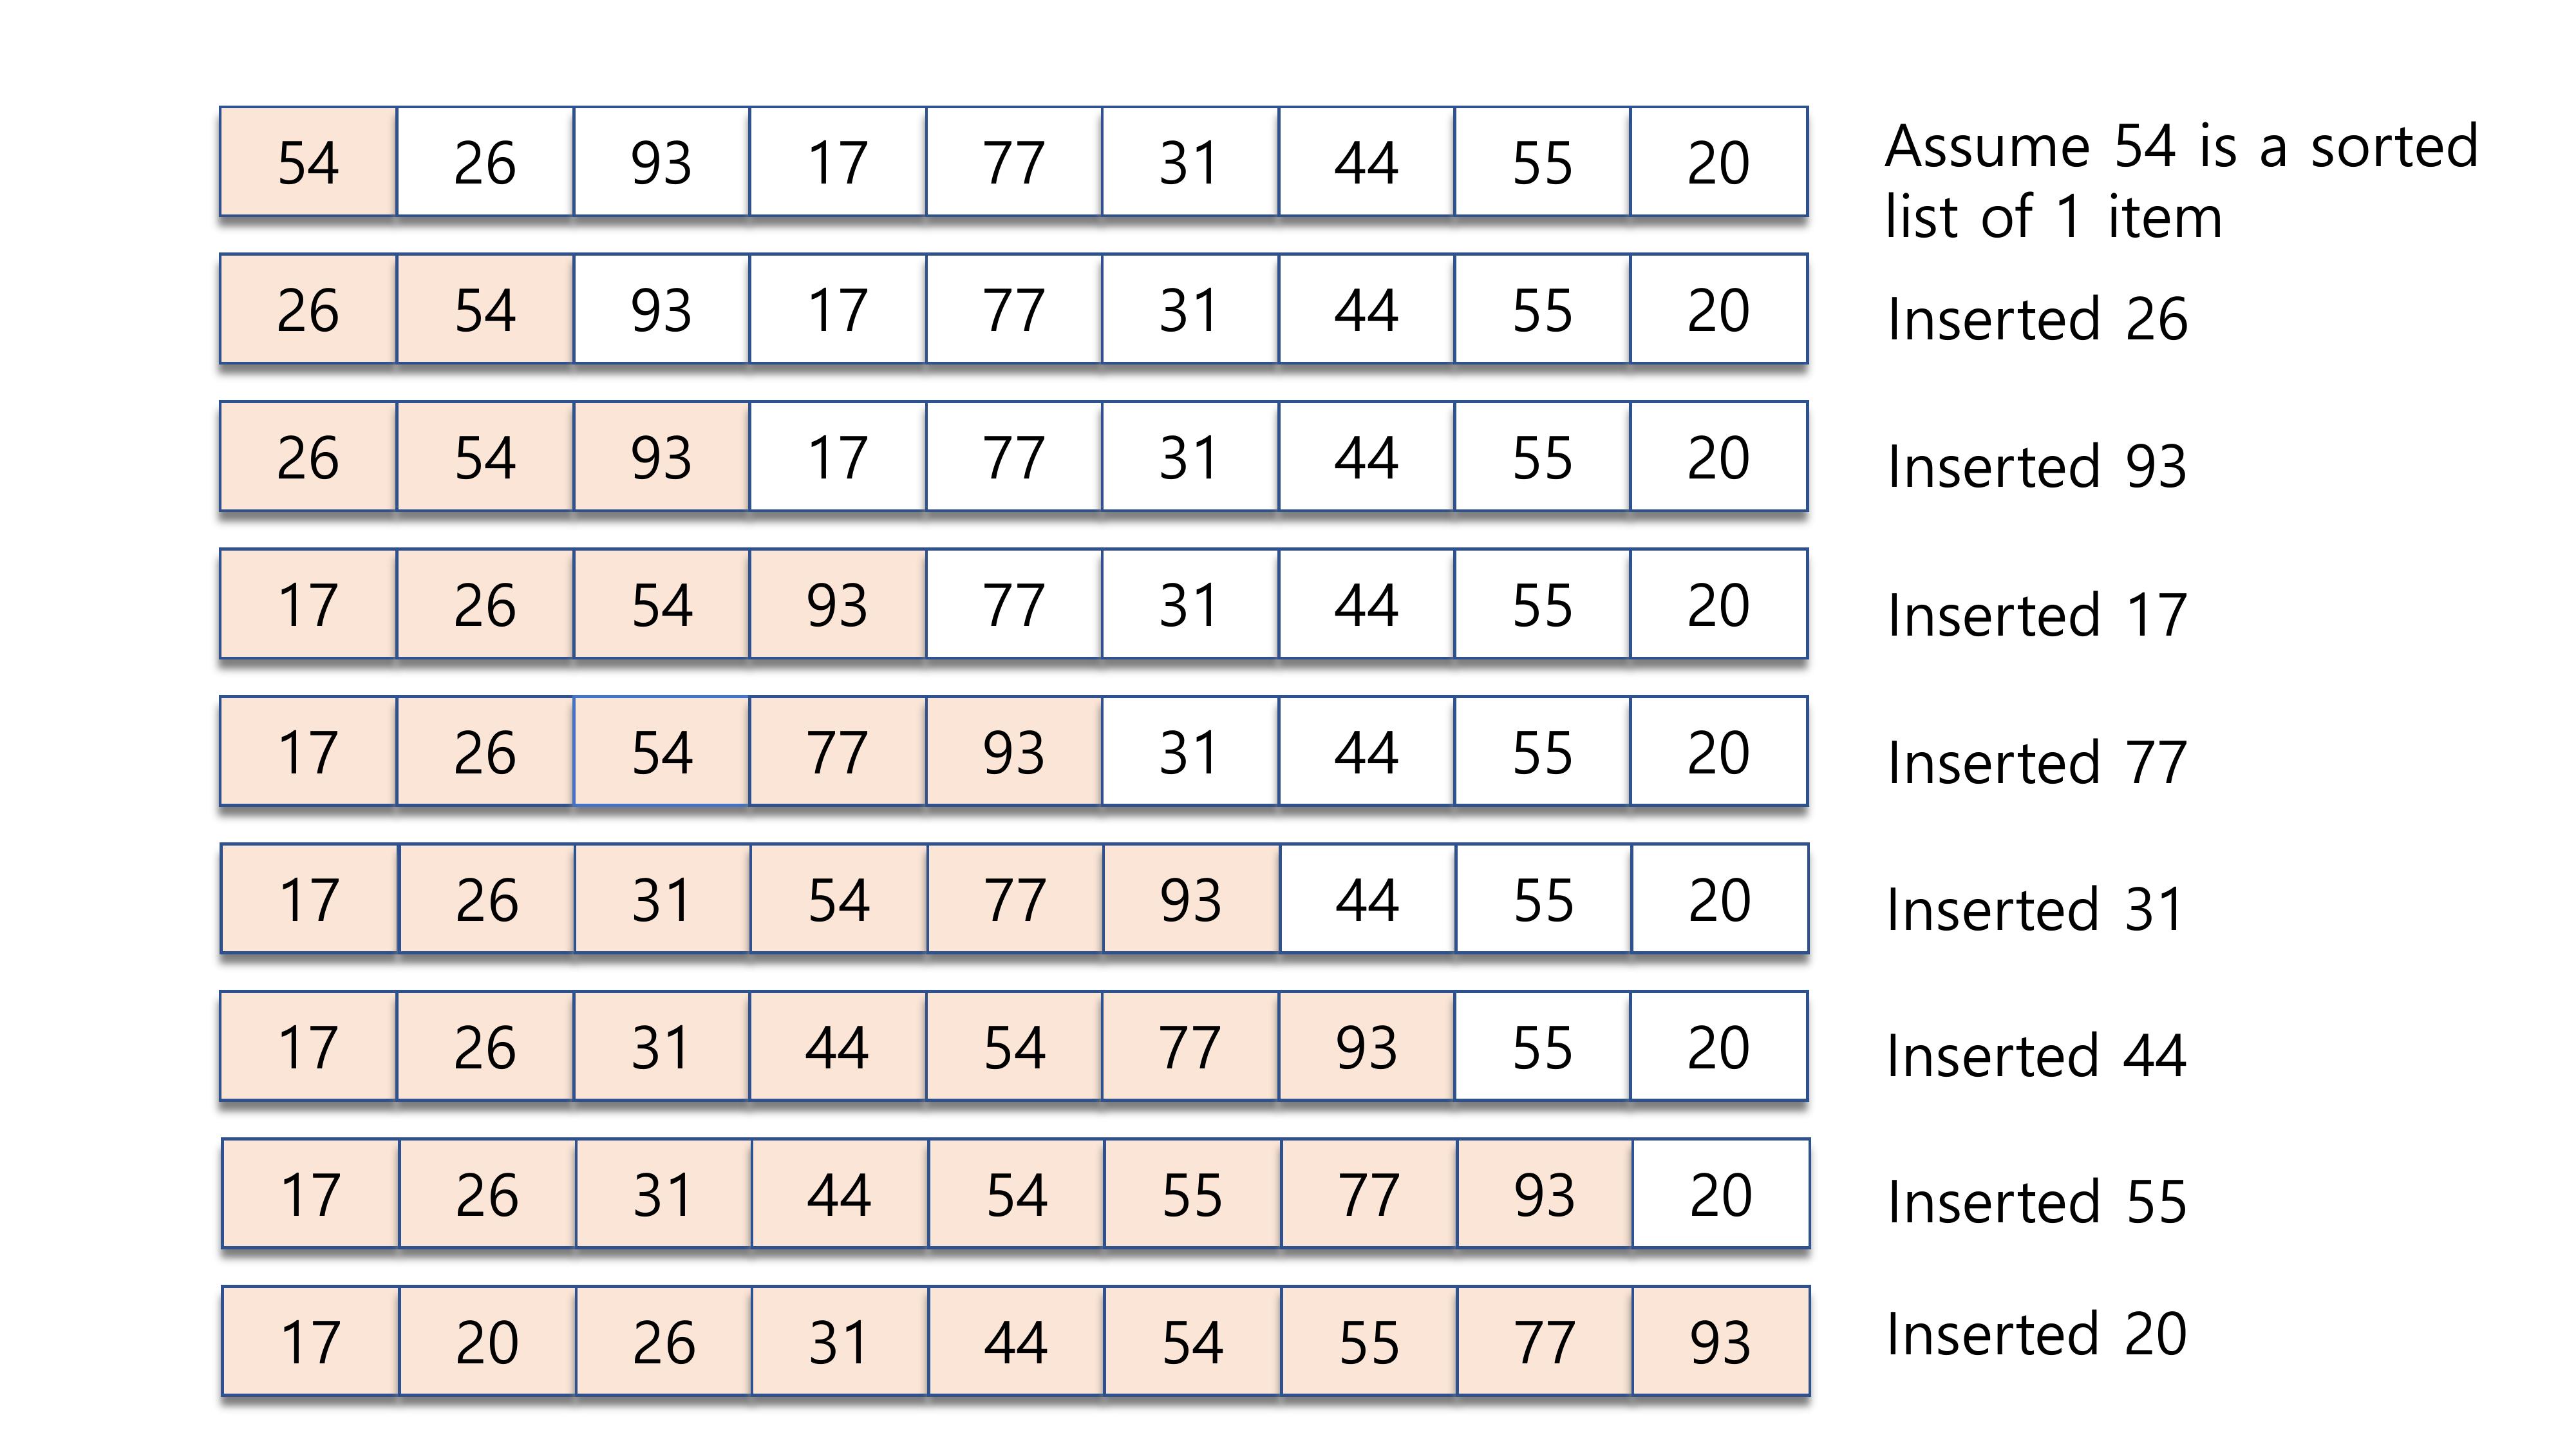 54 26 93 17 77 31 44 55 20 Assume 54 is a sorted
list of 1 item
26 54 93 17 77 31 44 55 20 Inserted 26
26 54 93 17 77 31 44 55 20 Inserted 93
17 26 54 93 77 31 44 55 20 Inserted 17
17 26 54 77 93 31 44 55 20 Inserted 77
17 26 31 54 77 93 44 55 20 Inserted 31
17 26 31 44 54 77 93 55 20 Inserted 44
17 26 31 44 54 55 77 93 20 Inserted 55
17 20 26 31 44 54 55 77 93 Inserted 20